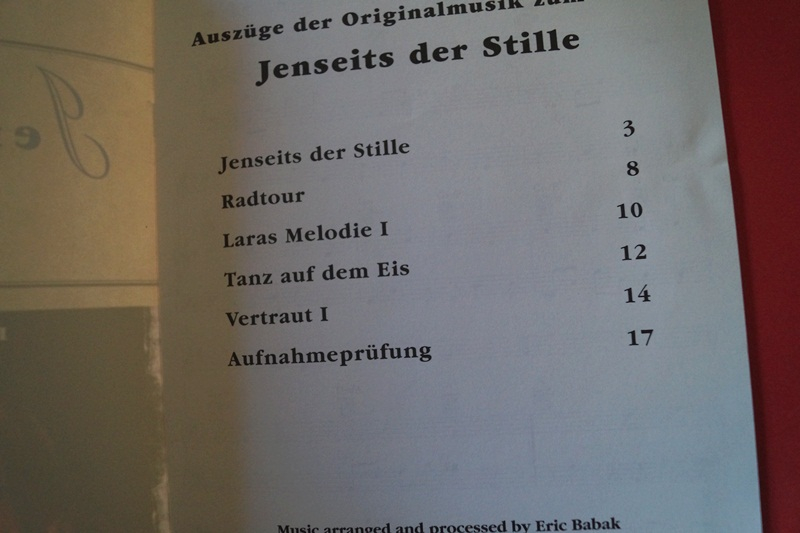 Auszüge der Originalmusik zum
Jenseits der Stille
Jenseits der Stille 3
Radtour 8
Laras Melodie I 10
Tanz auf dem Eis 12
Vertraut I 14
Aufnahmeprüfung 17
Music arranged and processed by Eric Babak